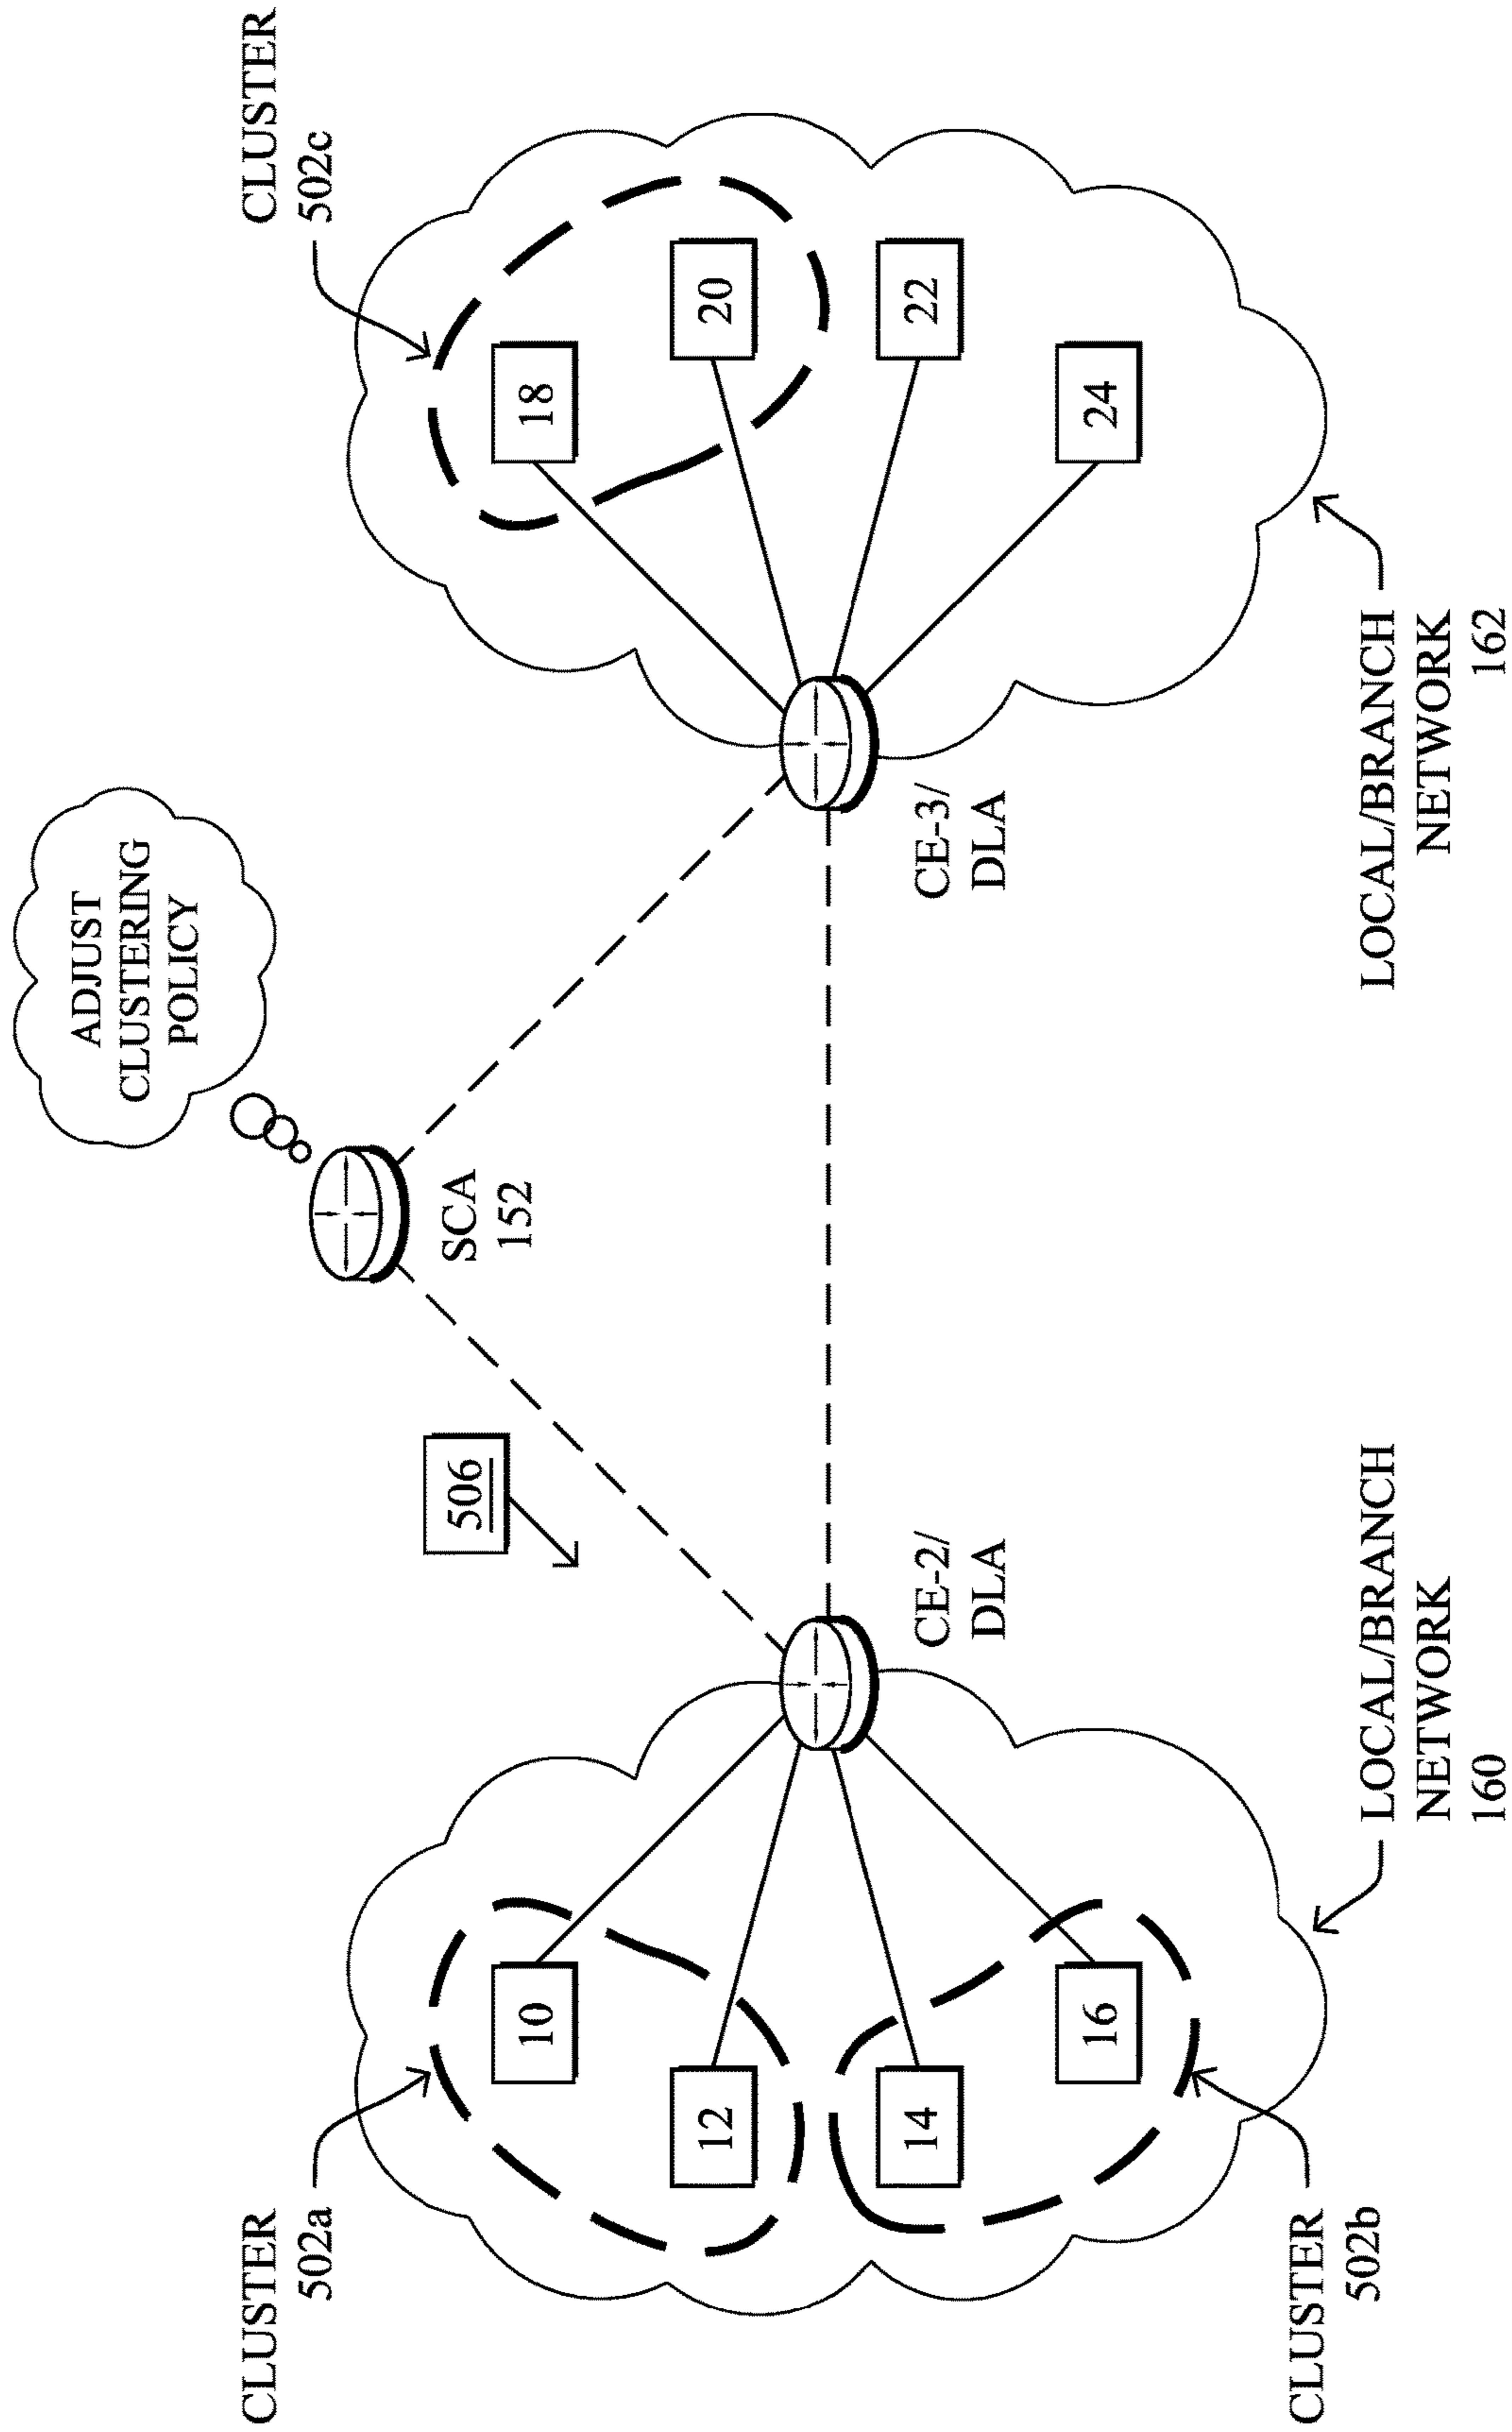 ADJUST
CLUSTERING
POLICY
SCA
152
506
CLUSTER
502a
CLUSTER
502c
10
12
14
16
18
20
22
24
CE-2/
DLA
CE-3/
DLA
CLUSTER
502b
LOCAL/BRANCH
NETWORK
160
LOCAL/BRANCH
NETWORK
162